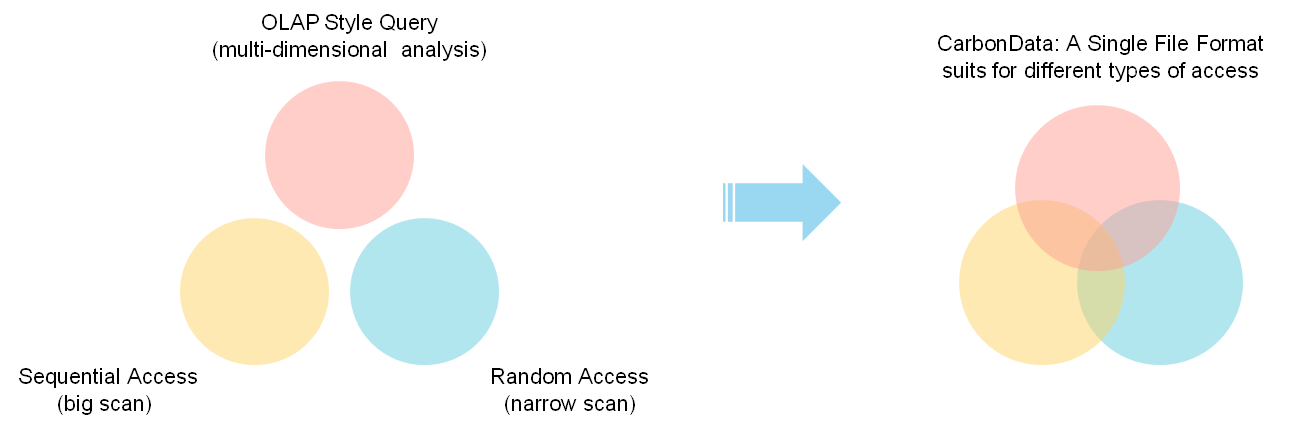 OLAP Style Query
(multi-dimensional analysis)
Sequential Access
(big scan)
Random Access
(narrow scan)
CarbonData: A Single File Format
suits for different types of access